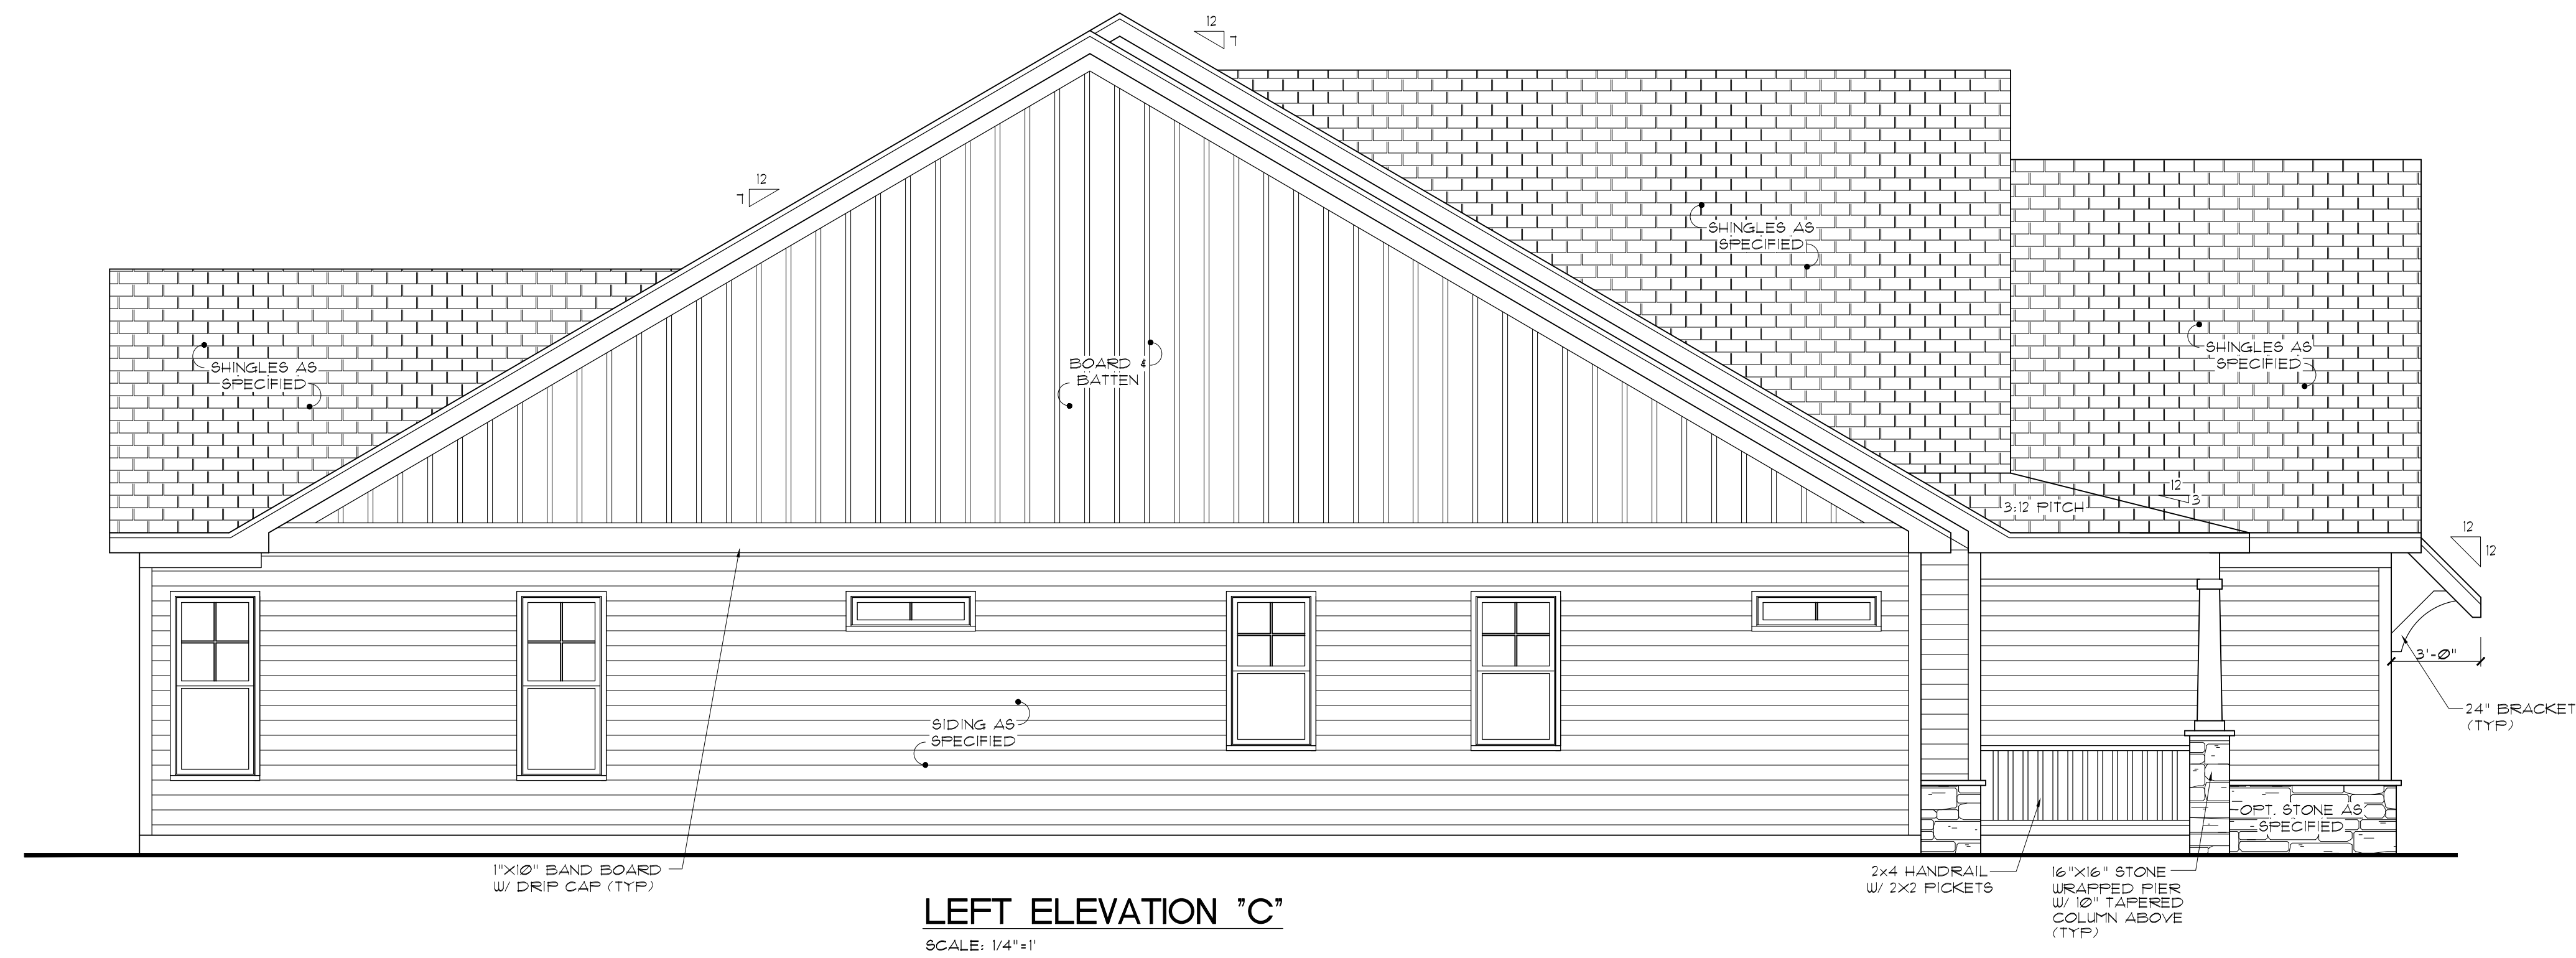 12
7
12
7
SHINGLES AS
SPECIFIED
SHINGLES AS
SPECIFIED
SHINGLES AS
SPECIFIED
BOARD &
BATTEN
12
3
3:12 PITCH
12
12
3'-0"
24" BRACKET
(TYP)
SIDING AS
SPECIFIED
OPT. STONE AS
SPECIFIED
1"X10" BAND BOARD
W/ DRIP CAP (TYP)
2x4 HANDRAIL
W/ 2X2 PICKETS
16"X16" STONE
WRAPPED PIER
W/ 10" TAPERED
COLUMN ABOVE
(TYP)
LEFT ELEVATION "C"
SCALE: 1/4"=1'